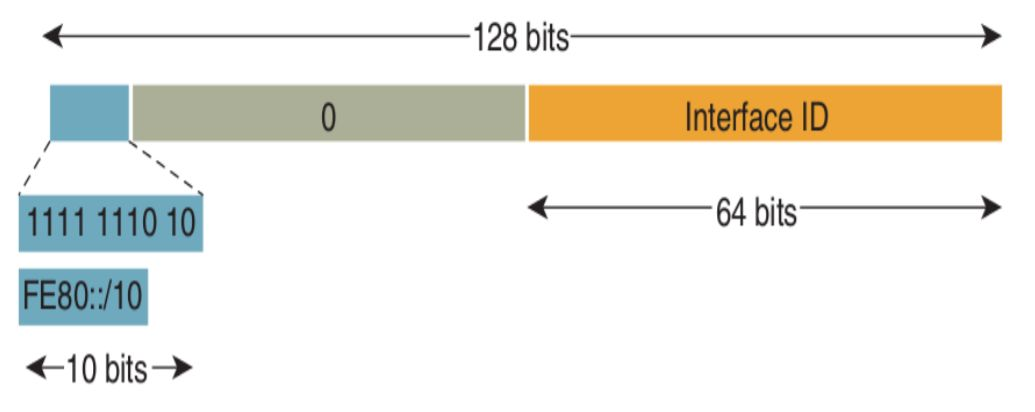 128 bits
0
Interface ID
1111 1110 10
64 bits
FE80::/10
10 bits